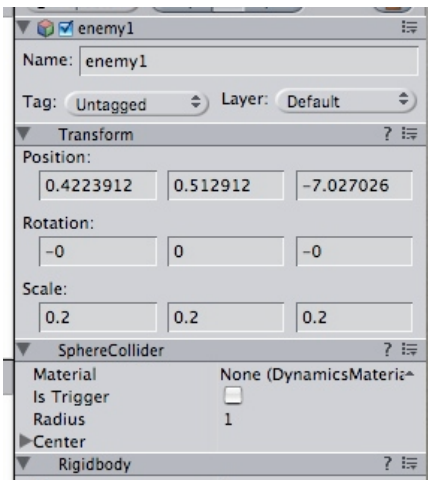 enemy1
Name: enemy1
Tag: Untagged Layer: Default
Transform ?
Position:
0.4223912 0.512912 -7.027026
Rotation:
-0 0 -0
Scale:
0.2 0.2 0.2
SphereCollider ?
Material None (DynamicsMateria
Is Trigger
Radius 1
Center
Rigidbody ?